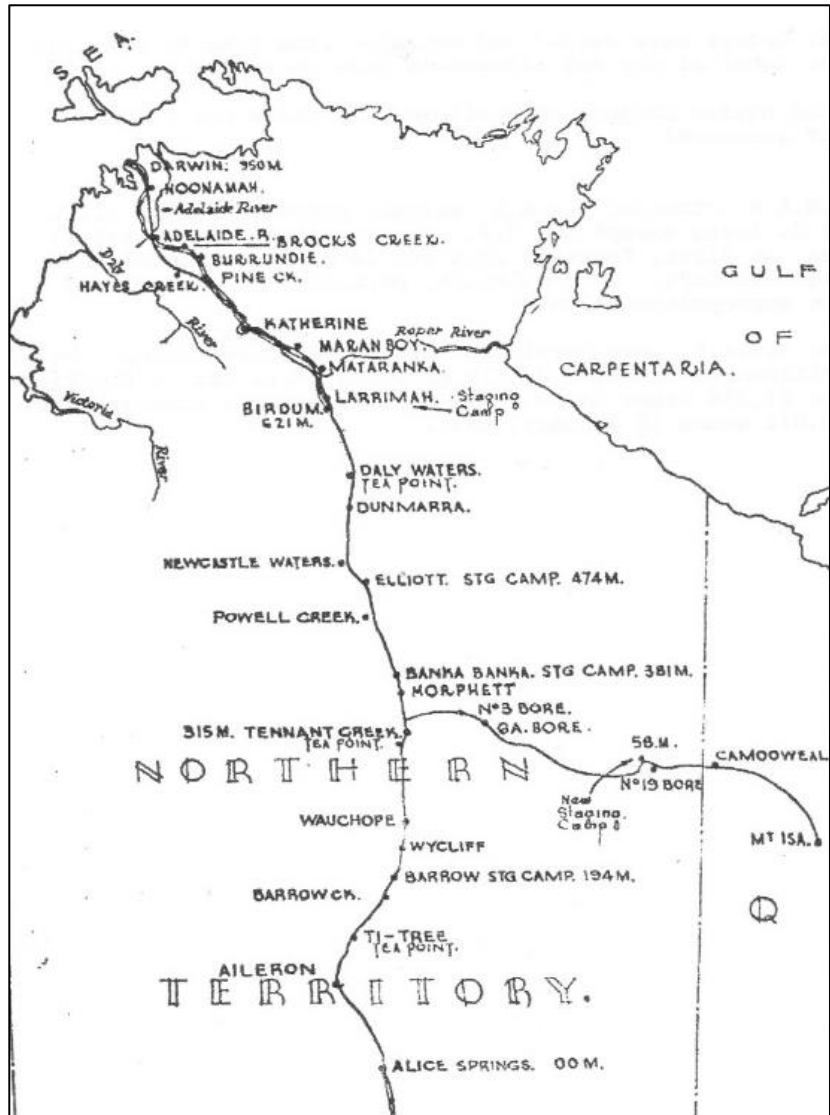 SEA.
DARWIN. 950 M.
NOONAMAH.
Adelaide River
ADELAIDE. R.
BROCKS CREEK.
BURRUNDIE.
PINE CK.
HAYES CREEK.
Daly
River
GULF
OF
CARPENTARIA.
KATHERINE
MARANBOY.
Roper River
MATARANKA.
LARRIMAH. Staging
Camp
BIRDUM.
621 M.
Victoria
River
DALY WATERS.
TEA POINT.
DUNMARRA.
NEWCASTLE WATERS.
ELLIOTT. STG CAMP. 474M.
POWELL CREEK.
BANKA BANKA. STG CAMP. 381M.
MORPHETT
Nº3 BORE.
GA. BORE.
315M. TENNANT CREEK.
TEA POINT.
58.M.
CAMOOWEAL
Nº19 BORE
New
Staging
Camp
NORTHERN
MT ISA.
WAUCHOPE
WYCLIFF
BARROW STG CAMP. 194M.
BARROW CK.
Q
TI-TREE
TEA POINT.
AILERON
TERRITORY.
ALICE SPRINGS. 00M.